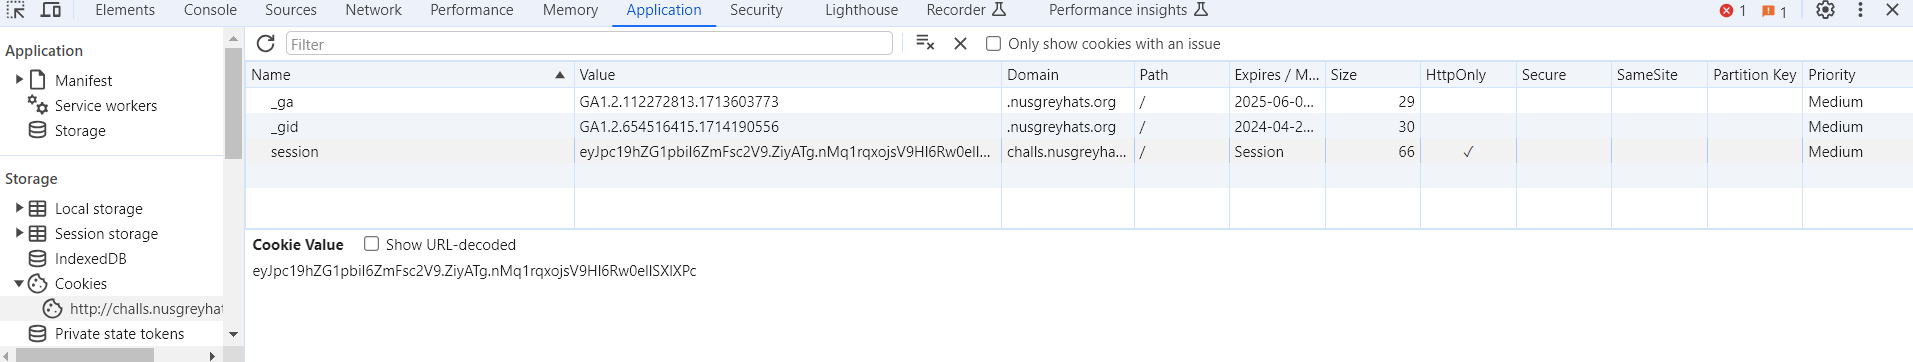 Elements Console Sources Network Performance Memory Application Security Lighthouse Recorder Performance insights 1 1
Application
Manifest
Service workers
Storage
Storage
Local storage
Session storage
IndexedDB
Cookies
http://challs.nusgreyhat
Private state tokens
Filter Only show cookies with an issue
Name Value Domain Path Expires / M... Size HttpOnly Secure SameSite Partition Key Priority
_ga GA1.2.112272813.1713603773 .nusgreyhats.org / 2025-06-0... 29 Medium
_gid GA1.2.654516415.1714190556 .nusgreyhats.org / 2024-04-2... 30 Medium
session eyJpc19hZG1pbiI6ZmFsc2V9.ZiyATg.nMq1rqxojsV9HI6Rw0eII... challs.nusgreyha... / Session 66 ✓ Medium
Cookie Value Show URL-decoded
eyJpc19hZG1pbiI6ZmFsc2V9.ZiyATg.nMq1rqxojsV9HI6Rw0eIISXIXPc